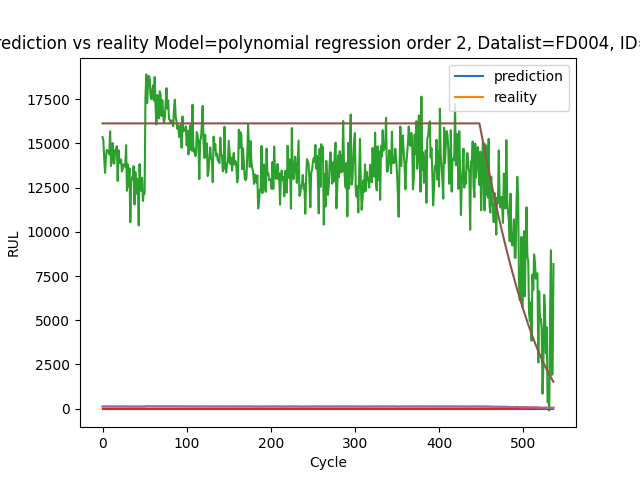 rediction vs reality Model=polynomial regression order 2, Datalist=FD004, ID=
prediction
reality
RUL
17500
15000
12500
10000
7500
5000
2500
0
0 100 200 300 400 500
Cycle